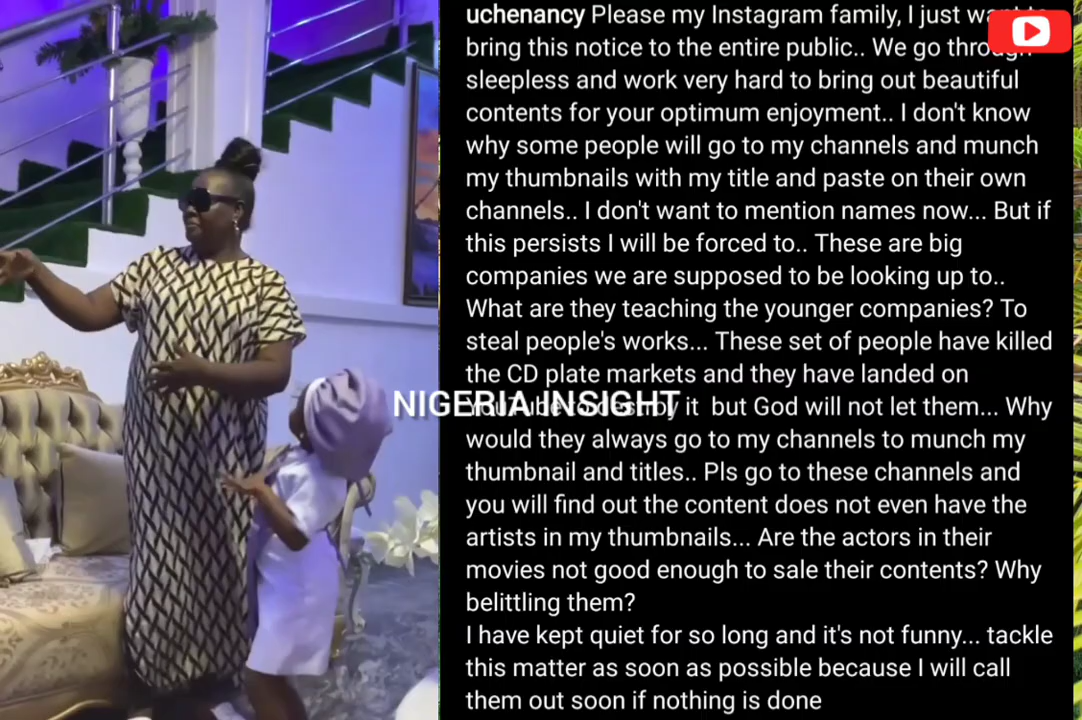 uchenancy Please my Instagram family, I just want to
bring this notice to the entire public.. We go through
sleepless and work very hard to bring out beautiful
contents for your optimum enjoyment.. I don't know
why some people will go to my channels and munch
my thumbnails with my title and paste on their own
channels.. I don't want to mention names now... But if
this persists I will be forced to.. These are big
companies we are supposed to be looking up to..
What are they teaching the younger companies? To
steal people's works... These set of people have killed
the CD plate markets and they have landed on
NIGERIA INSIGHT
YouTube to destroy it but God will not let them... Why
would they always go to my channels to munch my
thumbnail and titles.. Pls go to these channels and
you will find out the content does not even have the
artists in my thumbnails... Are the actors in their
movies not good enough to sale their contents? Why
belittling them?
I have kept quiet for so long and it's not funny... tackle
this matter as soon as possible because I will call
them out soon if nothing is done